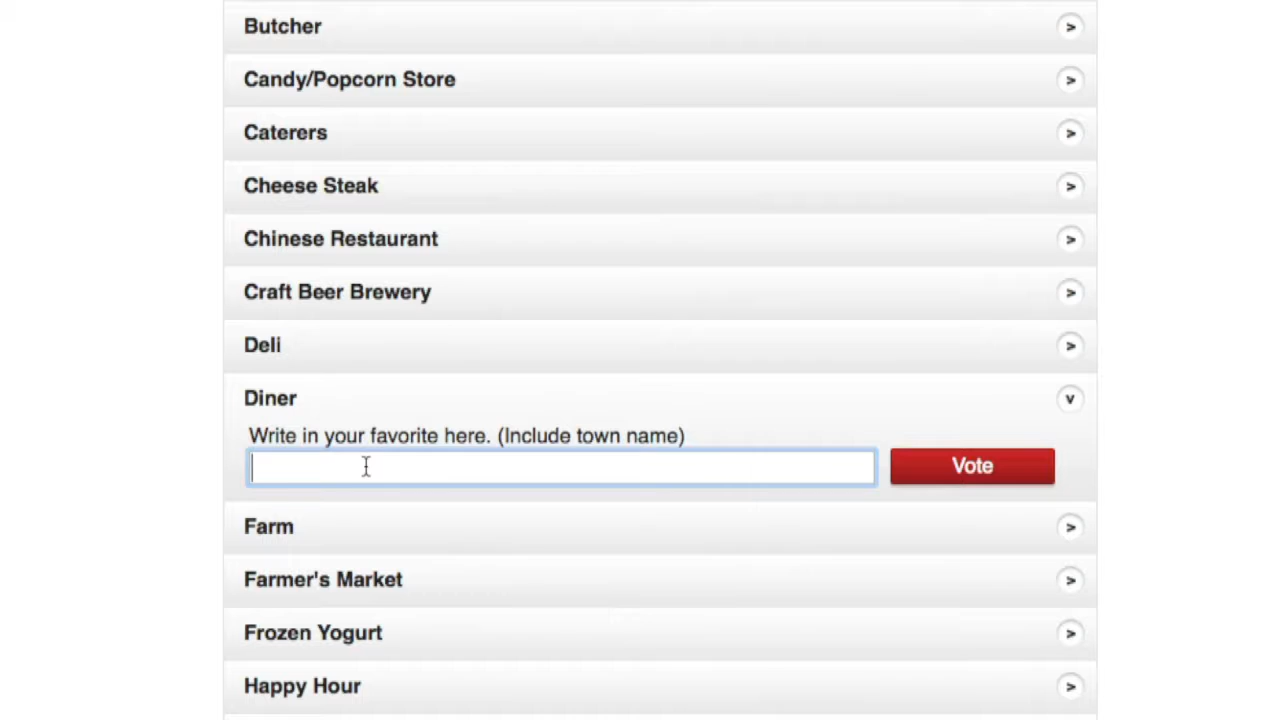 Butcher >
Candy/Popcorn Store >
Caterers >
Cheese Steak >
Chinese Restaurant >
Craft Beer Brewery >
Deli >
Diner v
Write in your favorite here. (Include town name)
Vote
Farm >
Farmer's Market >
Frozen Yogurt >
Happy Hour >